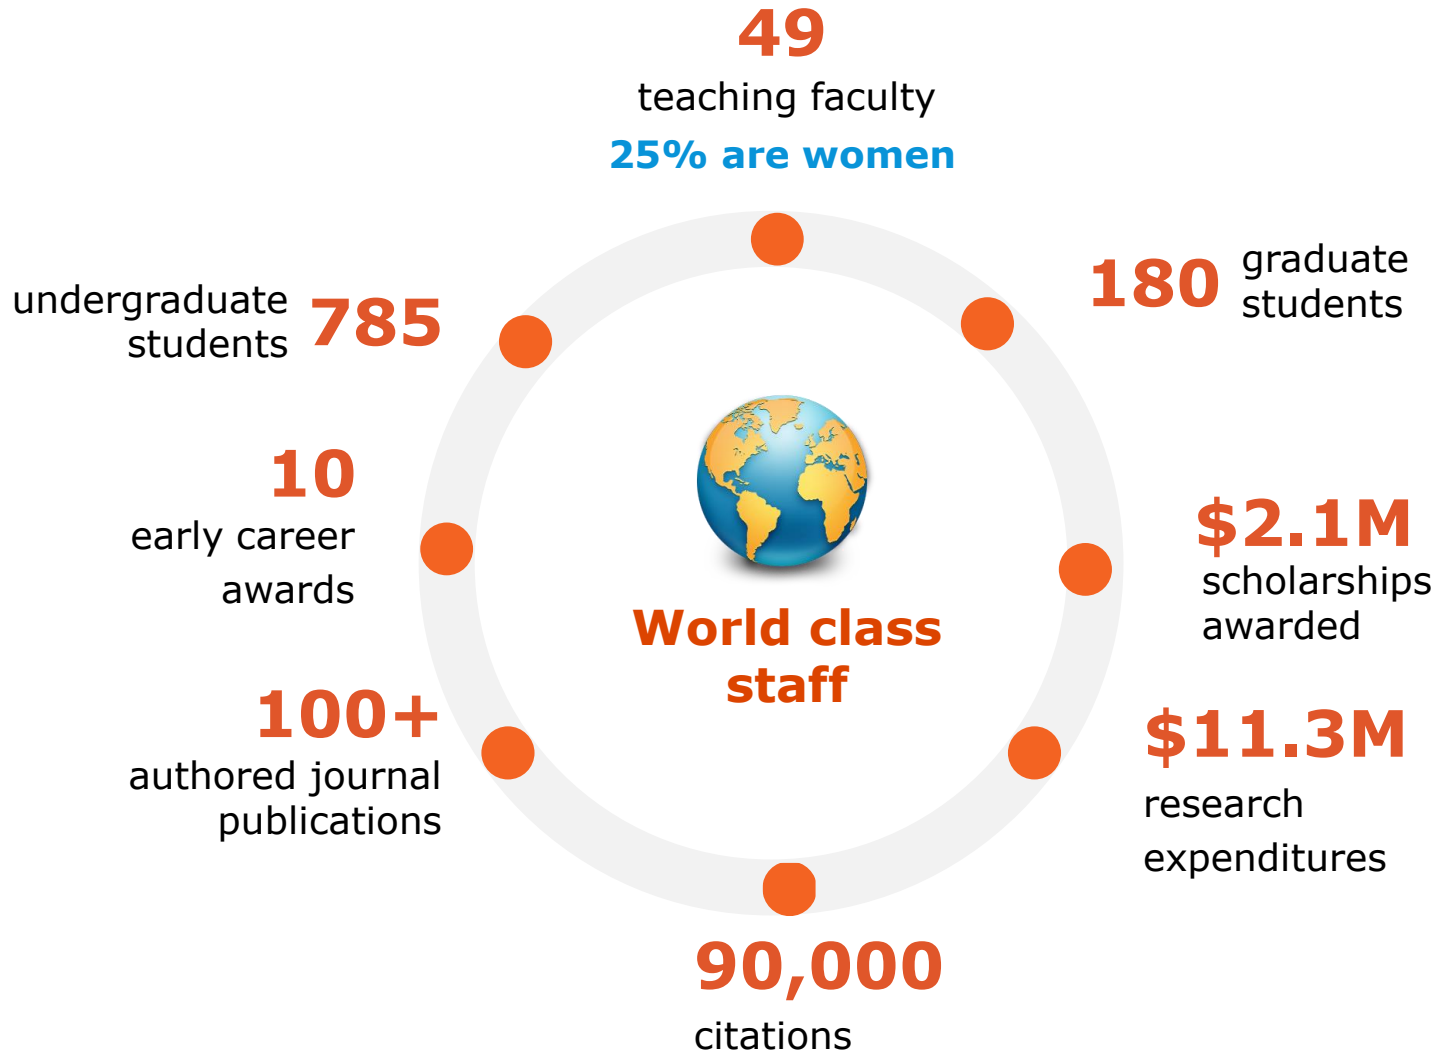 49
teaching faculty
25% are women
180
graduate
students
$2.1M
scholarships
awarded
$11.3M
research
expenditures
90,000
citations
100+
authored journal
publications
10
early career
awards
undergraduate
students
785
World class
staff